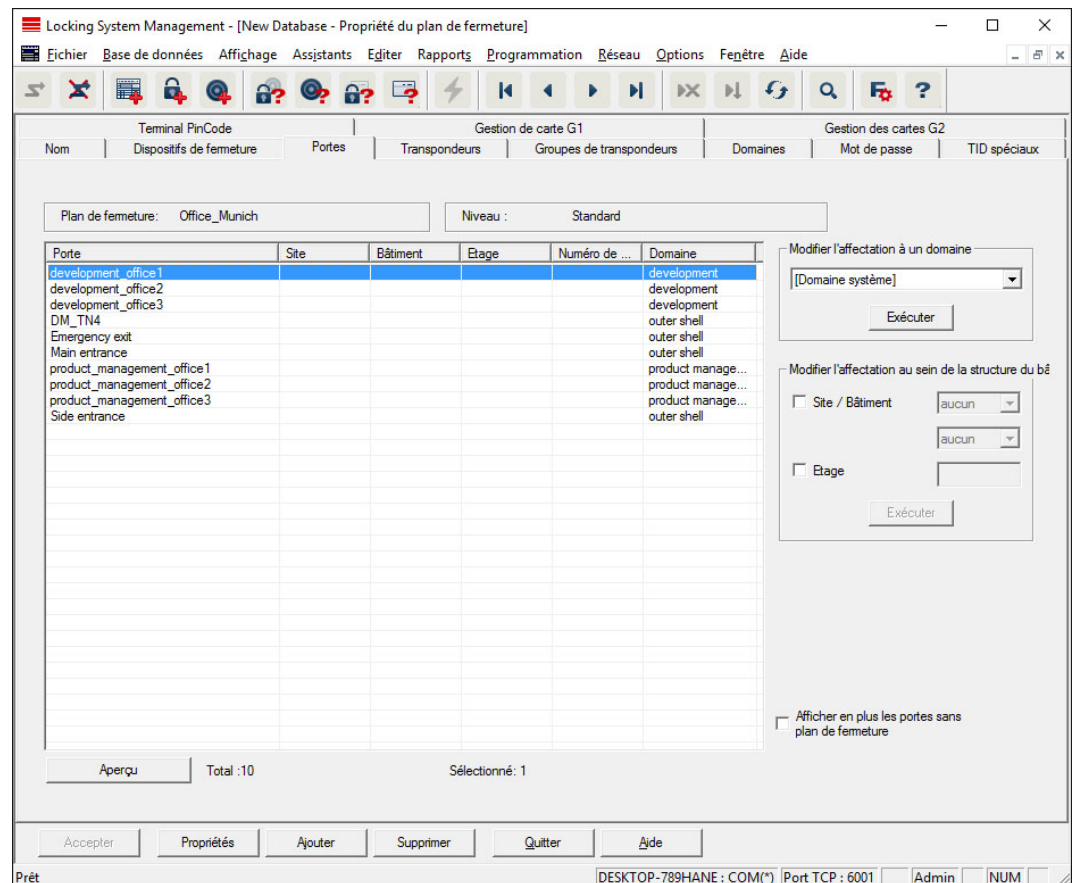 Locking System Management - [New Database - Propriété du plan de fermeture]
Fichier Base de données Affichage Assistants Editer Rapports Programmation Réseau Options Fenêtre Aide
Terminal PinCode Gestion de carte G1 Gestion des cartes G2
Nom Dispositifs de fermeture Portes Transpondeurs Groupes de transpondeurs Domaines Mot de passe TID spéciaux
Plan de fermeture: Office_Munich Niveau : Standard
Porte Site Bâtiment Etage Numéro de ... Domaine
development_office1 development
development_office2 development
development_office3 development
DM_TN4 outer shell
Emergency exit outer shell
Main entrance outer shell
product_management_office1 product manage...
product_management_office2 product manage...
product_management_office3 product manage...
Side entrance outer shell
Modifier l'affectation à un domaine
[Domaine système]
Exécuter
Modifier l'affectation au sein de la structure du bâ
Site / Bâtiment aucun
aucun
Etage
Exécuter
Afficher en plus les portes sans
plan de fermeture
Aperçu Total :10 Sélectionné: 1
Accepter Propriétés Ajouter Supprimer Quitter Aide
Prêt DESKTOP-789HANE : COM(*) Port TCP : 6001 Admin NUM